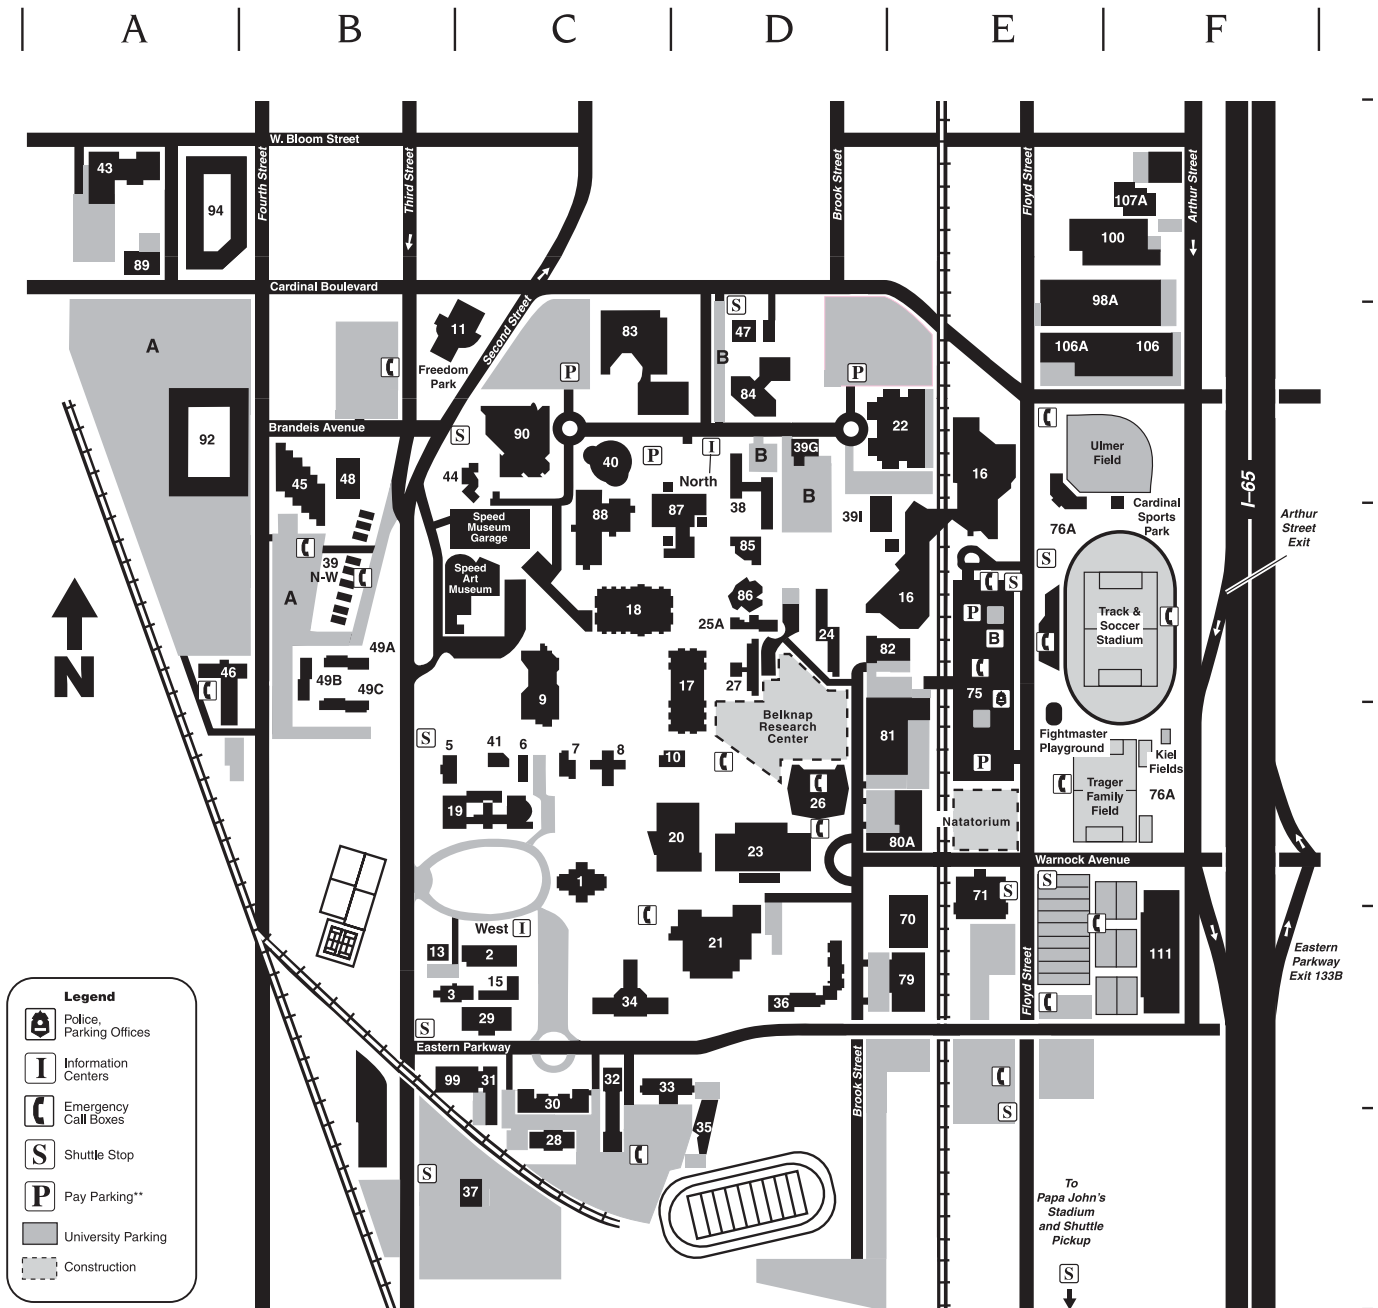 A
B
C
D
E
F
W. Bloom Street
Fourth Street
Third Street
Brook Street
Floyd Street
Arthur Street
43
94
89
107A
100
Cardinal Boulevard
98A
106A
106
A
11
Freedom
Park
Second Street
83
P
S
47
B
84
P
92
Brandeis Avenue
S
90
40
P
I
North
39G
B
B
22
16
Ulmer
Field
Cardinal
Sports
Park
76A
I-65
Arthur
Street
Exit
45
48
44
Speed
Museum
Garage
88
87
38
39I
85
39
N-W
A
Speed
Art
Museum
18
86
25A
24
16
S
S
P
B
Track &
Soccer
Stadium
N
46
49A
49B
49C
9
17
27
82
75
Belknap
Research
Center
81
Fightmaster
Playground
Kiel
Fields
76A
Trager
Family
Field
S
5
41
6
7
8
10
26
P
19
20
23
80A
Natatorium
Warnock Avenue
1
West
I
13
2
15
3
29
34
21
36
70
79
71
S
S
111
Floyd Street
Eastern
Parkway
Exit 133B
S
Eastern Parkway
99
31
30
28
32
33
35
37
S
Brook Street
S
To
Papa John's
Stadium
and Shuttle
Pickup
S
Legend
Police,
Parking Offices
I
Information
Centers
Emergency
Call Boxes
S
Shuttle Stop
P
Pay Parking**
University Parking
Construction